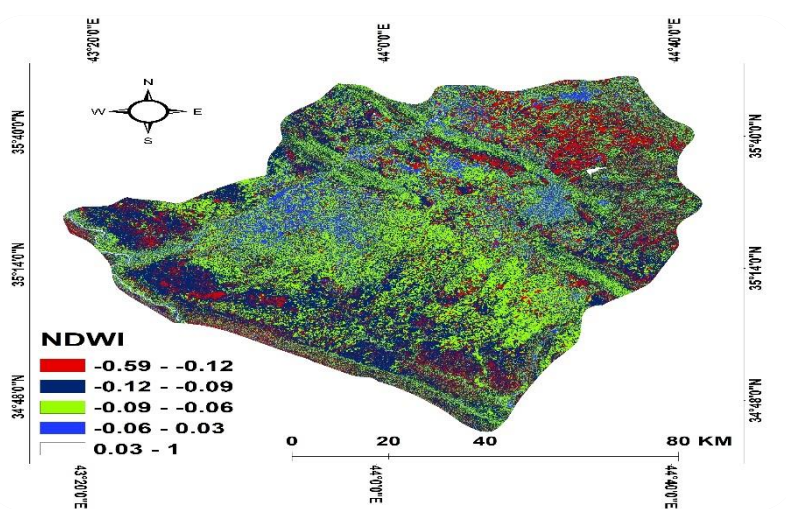 43°20'0"E
44°0'0"E
44°40'0"E
N
W
E
S
35°40'0"N
35°40'0"N
35°14'0"N
35°14'0"N
34°48'0"N
34°48'0"N
NDWI
-0.59 - -0.12
-0.12 - -0.09
-0.09 - -0.06
-0.06 - 0.03
0.03 - 1
0 20 40 80 KM
43°20'0"E
44°0'0"E
44°40'0"E